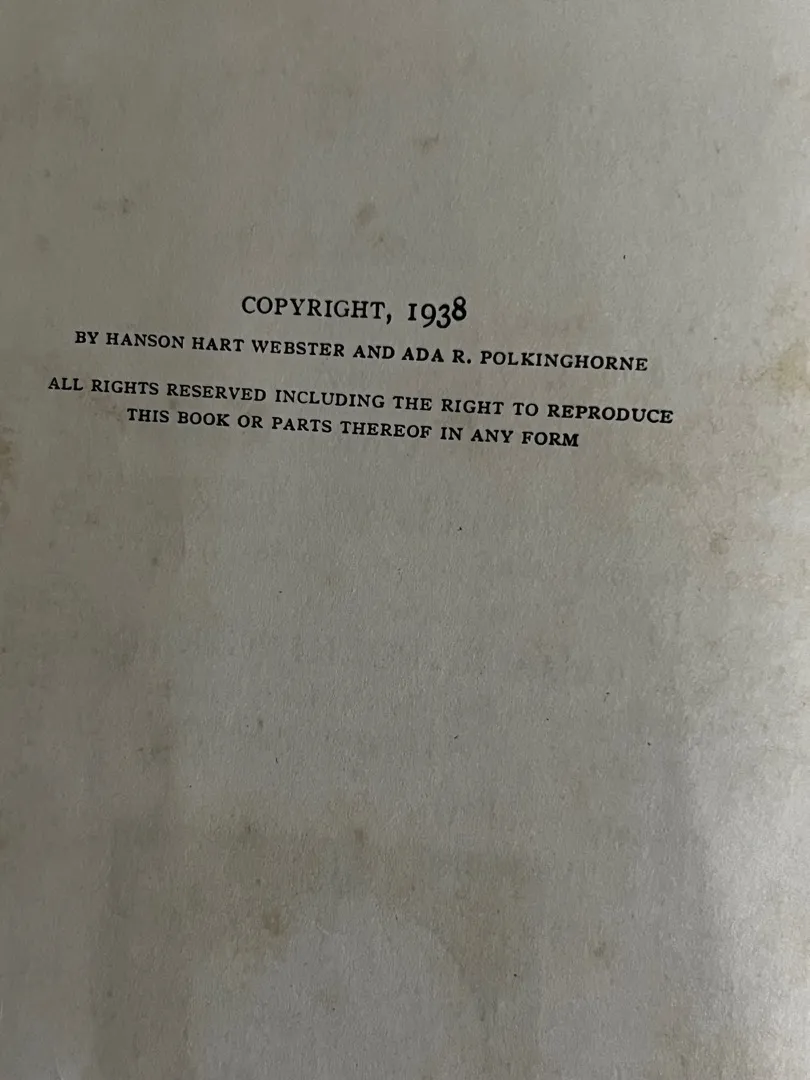 COPYRIGHT, 1938
BY HANSON HART WEBSTER AND ADA R. POLKINGHORNE
ALL RIGHTS RESERVED INCLUDING THE RIGHT TO REPRODUCE
THIS BOOK OR PARTS THEREOF IN ANY FORM